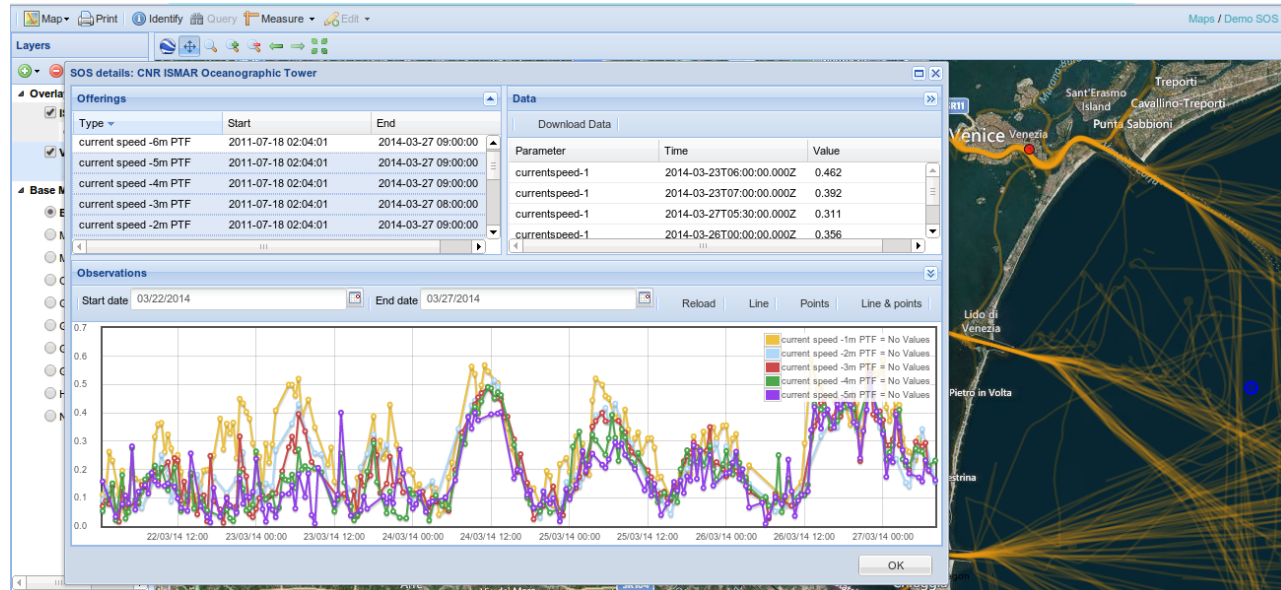 Map Print Identify Query Measure Edit Maps / Demo SOS
Layers
SOS details: CNR ISMAR Oceanographic Tower
Overla
Base M
Offerings
Type Start End
current speed -6m PTF 2011-07-18 02:04:01 2014-03-27 09:00:00
current speed -5m PTF 2011-07-18 02:04:01 2014-03-27 09:00:00
current speed -4m PTF 2011-07-18 02:04:01 2014-03-27 09:00:00
current speed -3m PTF 2011-07-18 02:04:01 2014-03-27 08:00:00
current speed -2m PTF 2011-07-18 02:04:01 2014-03-27 09:00:00
Data
Download Data
Parameter Time Value
currentspeed-1 2014-03-23T06:00:00.000Z 0.462
currentspeed-1 2014-03-23T07:00:00.000Z 0.392
currentspeed-1 2014-03-27T05:30:00.000Z 0.311
currentspeed-1 2014-03-26T00:00:00.000Z 0.356
Observations
Start date 03/22/2014 End date 03/27/2014 Reload Line Points Line & points
0.7
0.6
0.5
0.4
0.3
0.2
0.1
0.0
current speed -1m PTF = No Values
current speed -2m PTF = No Values
current speed -3m PTF = No Values
current speed -4m PTF = No Values
current speed -5m PTF = No Values
22/03/14 12:00 23/03/14 00:00 23/03/14 12:00 24/03/14 00:00 24/03/14 12:00 25/03/14 00:00 25/03/14 12:00 26/03/14 00:00 26/03/14 12:00 27/03/14 00:00
OK
Treporti
Sant'Erasmo
Island
Cavallino-Treporti
Punta Sabbioni
SR11
Venice Venezia
Lido di
Venezia
Pietro in Volta
estrina